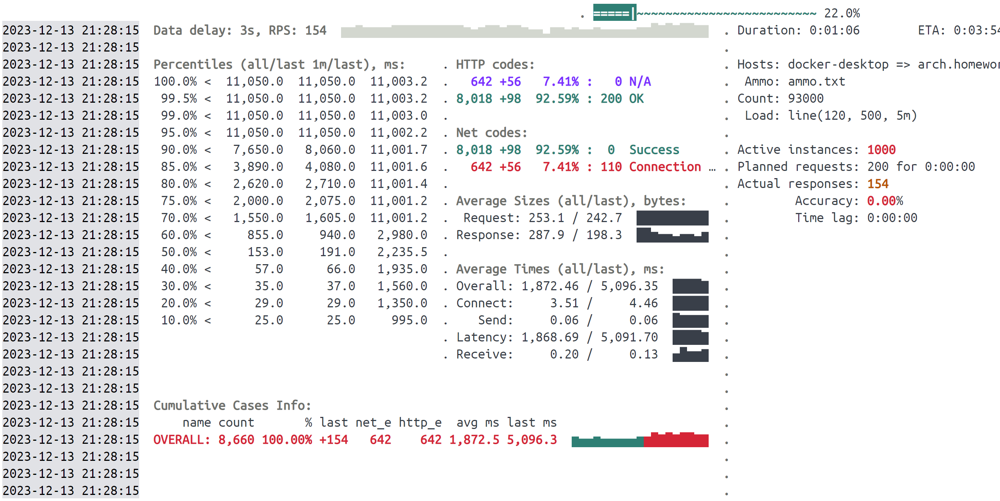 . =====|~~~~~~~~~~~~~~~~~~~~~~~~~ 22.0%
2023-12-13 21:28:15 Data delay: 3s, RPS: 154 . Duration: 0:01:06 ETA: 0:03:54
2023-12-13 21:28:15 .
2023-12-13 21:28:15 Percentiles (all/last 1m/last), ms: . HTTP codes: . Hosts: docker-desktop => arch.homewor
2023-12-13 21:28:15 100.0% < 11,050.0 11,050.0 11,003.2 . 642 +56 7.41% : 0 N/A . Ammo: ammo.txt
2023-12-13 21:28:15 99.5% < 11,050.0 11,050.0 11,003.2 . 8,018 +98 92.59% : 200 OK . Count: 93000
2023-12-13 21:28:15 99.0% < 11,050.0 11,050.0 11,003.0 . . Load: line(120, 500, 5m)
2023-12-13 21:28:15 95.0% < 11,050.0 11,050.0 11,002.2 . Net codes: .
2023-12-13 21:28:15 90.0% < 7,650.0 8,060.0 11,001.7 . 8,018 +98 92.59% : 0 Success . Active instances: 1000
2023-12-13 21:28:15 85.0% < 3,890.0 4,080.0 11,001.6 . 642 +56 7.41% : 110 Connection … . Planned requests: 200 for 0:00:00
2023-12-13 21:28:15 80.0% < 2,620.0 2,710.0 11,001.4 . . Actual responses: 154
2023-12-13 21:28:15 75.0% < 2,000.0 2,075.0 11,001.2 . Average Sizes (all/last), bytes: . Accuracy: 0.00%
2023-12-13 21:28:15 70.0% < 1,550.0 1,605.0 11,001.2 . Request: 253.1 / 242.7 . Time lag: 0:00:00
2023-12-13 21:28:15 60.0% < 855.0 940.0 2,980.0 . Response: 287.9 / 198.3 .
2023-12-13 21:28:15 50.0% < 153.0 191.0 2,235.5 . .
2023-12-13 21:28:15 40.0% < 57.0 66.0 1,935.0 . Average Times (all/last), ms: .
2023-12-13 21:28:15 30.0% < 35.0 37.0 1,560.0 . Overall: 1,872.46 / 5,096.35 .
2023-12-13 21:28:15 20.0% < 29.0 29.0 1,350.0 . Connect: 3.51 / 4.46 .
2023-12-13 21:28:15 10.0% < 25.0 25.0 995.0 . Send: 0.06 / 0.06 .
2023-12-13 21:28:15 . Latency: 1,868.69 / 5,091.70 .
2023-12-13 21:28:15 . Receive: 0.20 / 0.13 .
2023-12-13 21:28:15 .
2023-12-13 21:28:15 .
2023-12-13 21:28:15 Cumulative Cases Info: .
2023-12-13 21:28:15 name count % last net_e http_e avg ms last ms .
2023-12-13 21:28:15 OVERALL: 8,660 100.00% +154 642 642 1,872.5 5,096.3 .
2023-12-13 21:28:15 .
2023-12-13 21:28:15 .
2023-12-13 21:28:15 .